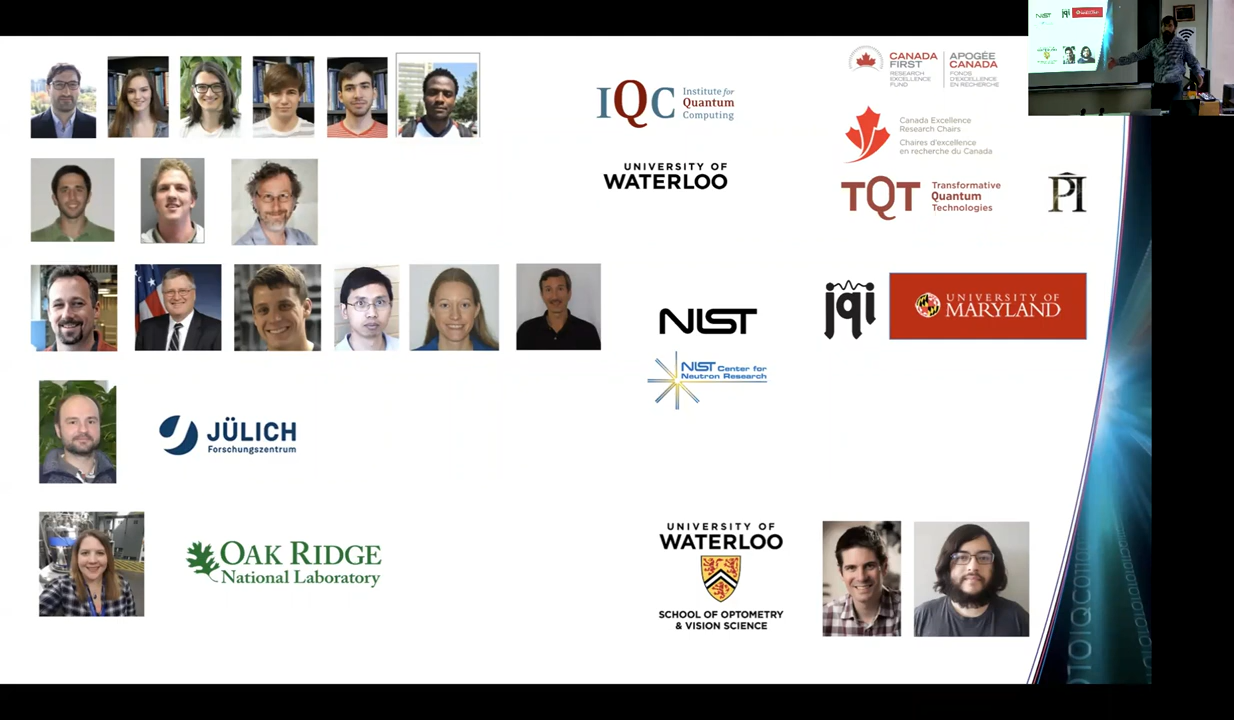 IQC Institute for
Quantum
Computing
UNIVERSITY OF
WATERLOO
CANADA
FIRST
RESEARCH
EXCELLENCE
FUND
APOGÉE
CANADA
FONDS
D'EXCELLENCE
EN RECHERCHE
Canada Excellence
Research Chairs
Chaires d'excellence
en recherche du Canada
TQT Transformative
Quantum
Technologies
PI
NIST
jqi
UNIVERSITY OF
MARYLAND
NIST Center for
Neutron Research
JÜLICH
Forschungszentrum
OAK RIDGE
National Laboratory
UNIVERSITY OF
WATERLOO
SCHOOL OF OPTOMETRY
& VISION SCIENCE